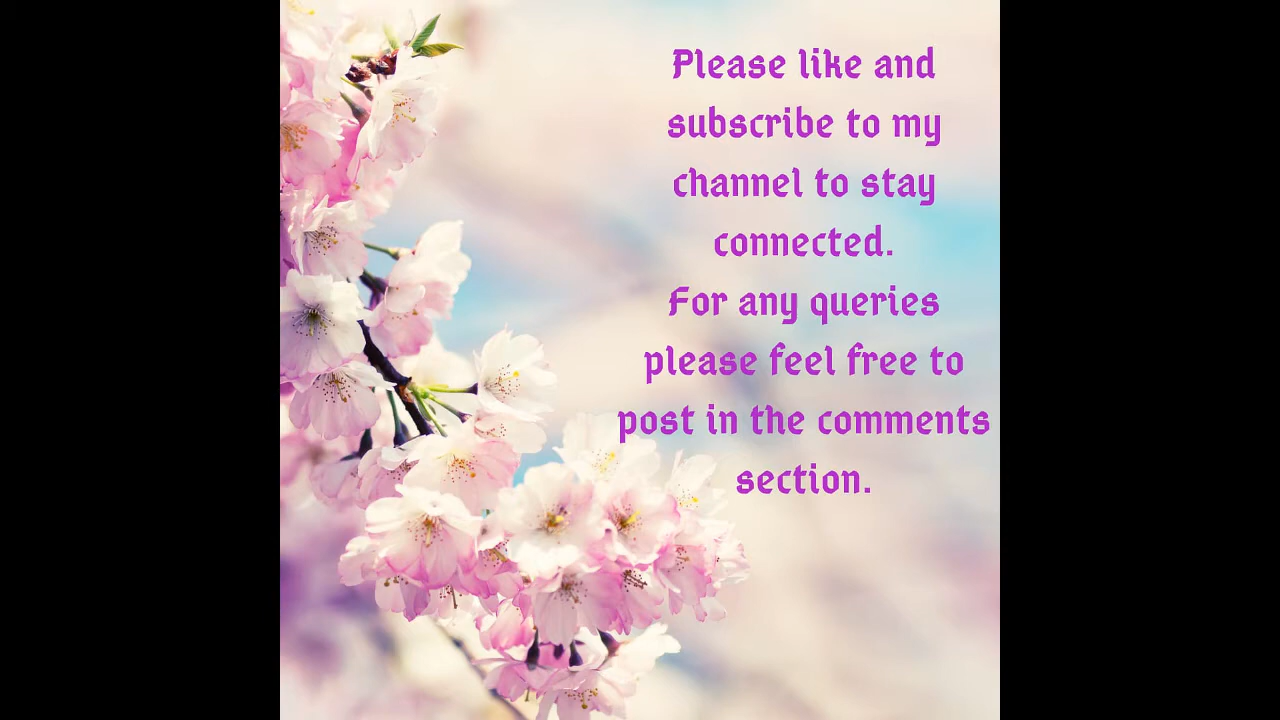 Please like and
subscribe to my
channel to stay
connected.
For any queries
please feel free to
post in the comments
section.